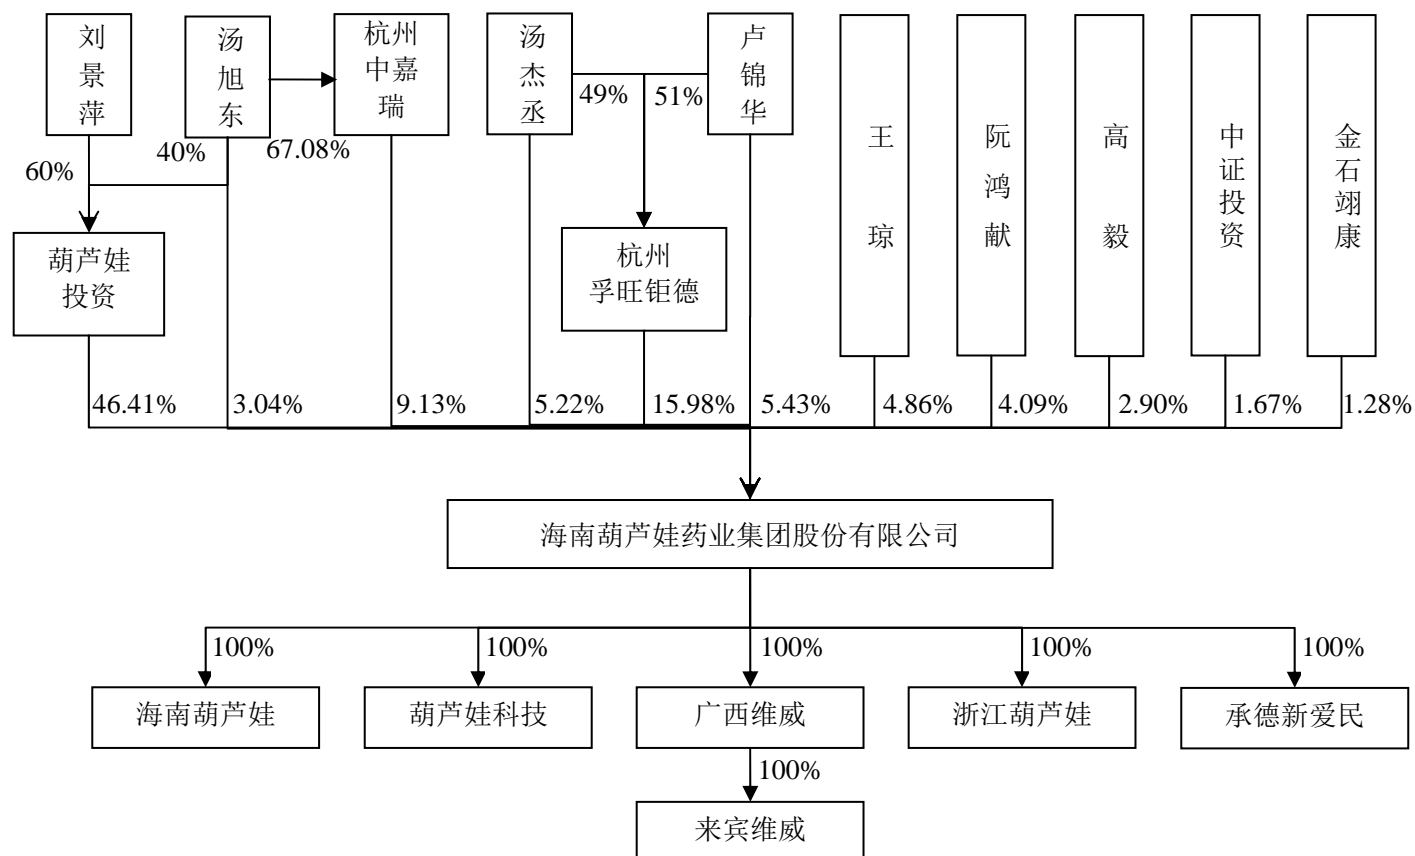 刘景萍
汤旭东
杭州
中嘉
瑞
汤杰丞
卢锦华
王琼
阮鸿献
高毅
中证投资
金石翊康
49%
51%
40%
67.08%
60%
葫芦娃
投资
杭州
孚旺钜德
46.41%
3.04%
9.13%
5.22%
15.98%
5.43%
4.86%
4.09%
2.90%
1.67%
1.28%
海南葫芦娃药业集团股份有限公司
100%
100%
100%
100%
100%
海南葫芦娃
葫芦娃科技
广西维威
浙江葫芦娃
承德新爱民
100%
来宾维威